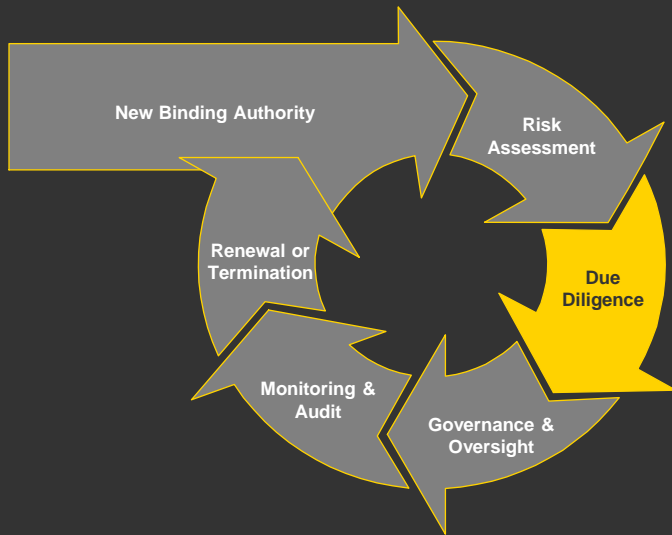 New Binding Authority
Risk
Assessment
Due
Diligence
Governance &
Oversight
Monitoring &
Audit
Renewal or
Termination